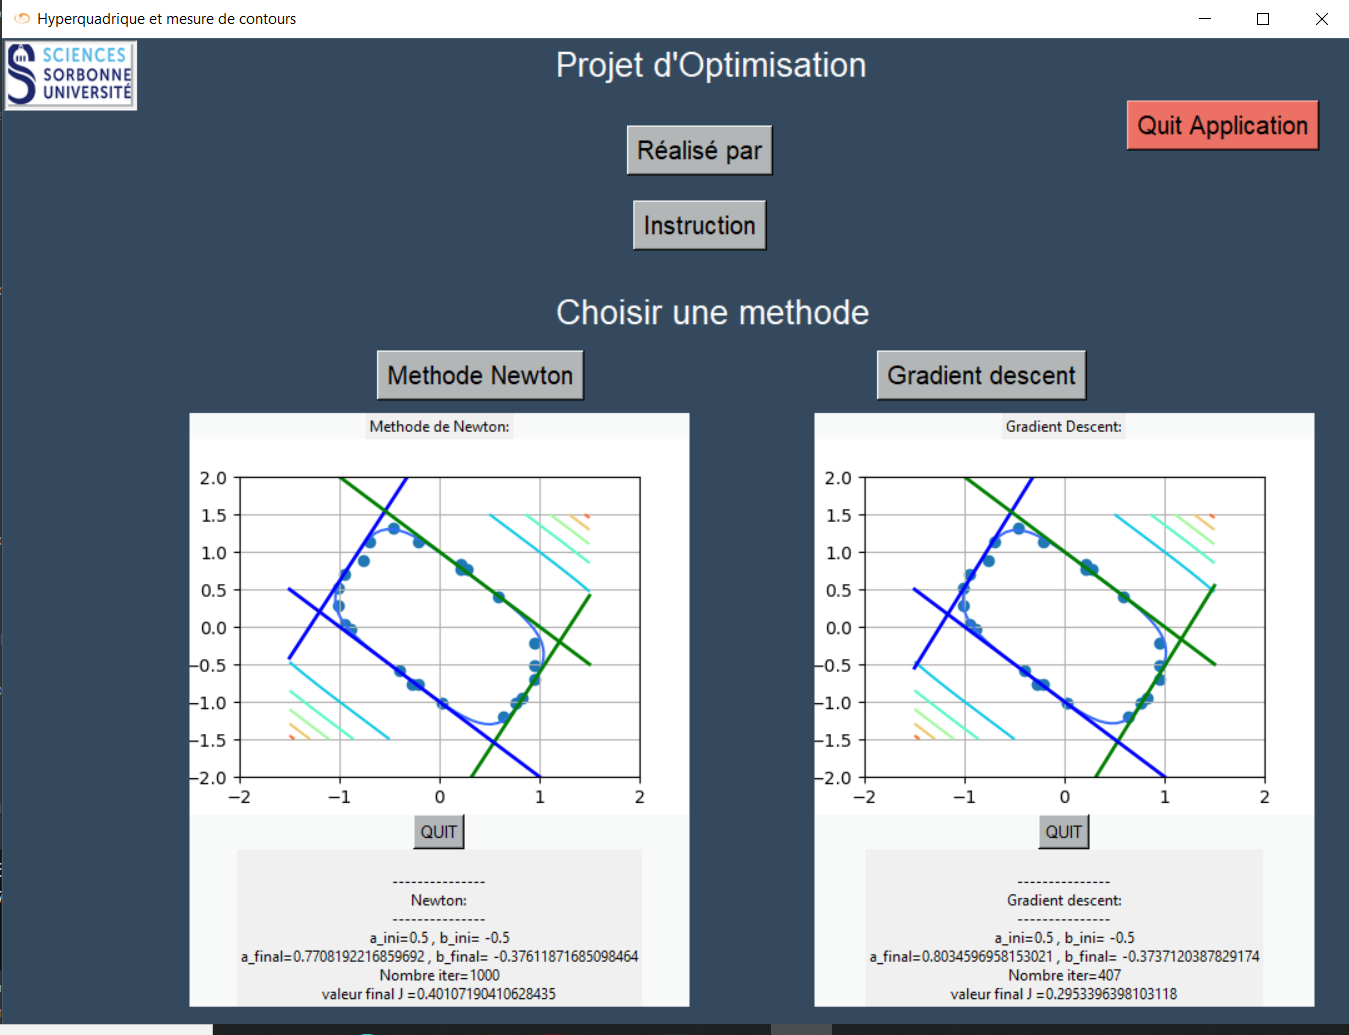 Hyperquadrique et mesure de contours
SCIENCES
SORBONNE
UNIVERSITÉ
Projet d'Optimisation
Quit Application
Réalisé par
Instruction
Choisir une methode
Methode Newton
Gradient descent
Methode de Newton:
2.0
1.5
1.0
0.5
0.0
−0.5
−1.0
−1.5
−2.0
−2 −1 0 1 2
QUIT
---------------
Newton:
---------------
a_ini=0.5 , b_ini= -0.5
a_final=0.7708192216859692 , b_final= -0.37611871685098464
Nombre iter=1000
valeur final J =0.40107190410628435
Gradient Descent:
2.0
1.5
1.0
0.5
0.0
−0.5
−1.0
−1.5
−2.0
−2 −1 0 1 2
QUIT
---------------
Gradient descent:
---------------
a_ini=0.5 , b_ini= -0.5
a_final=0.8034596958153021 , b_final= -0.3737120387829174
Nombre iter=407
valeur final J =0.2953396398103118